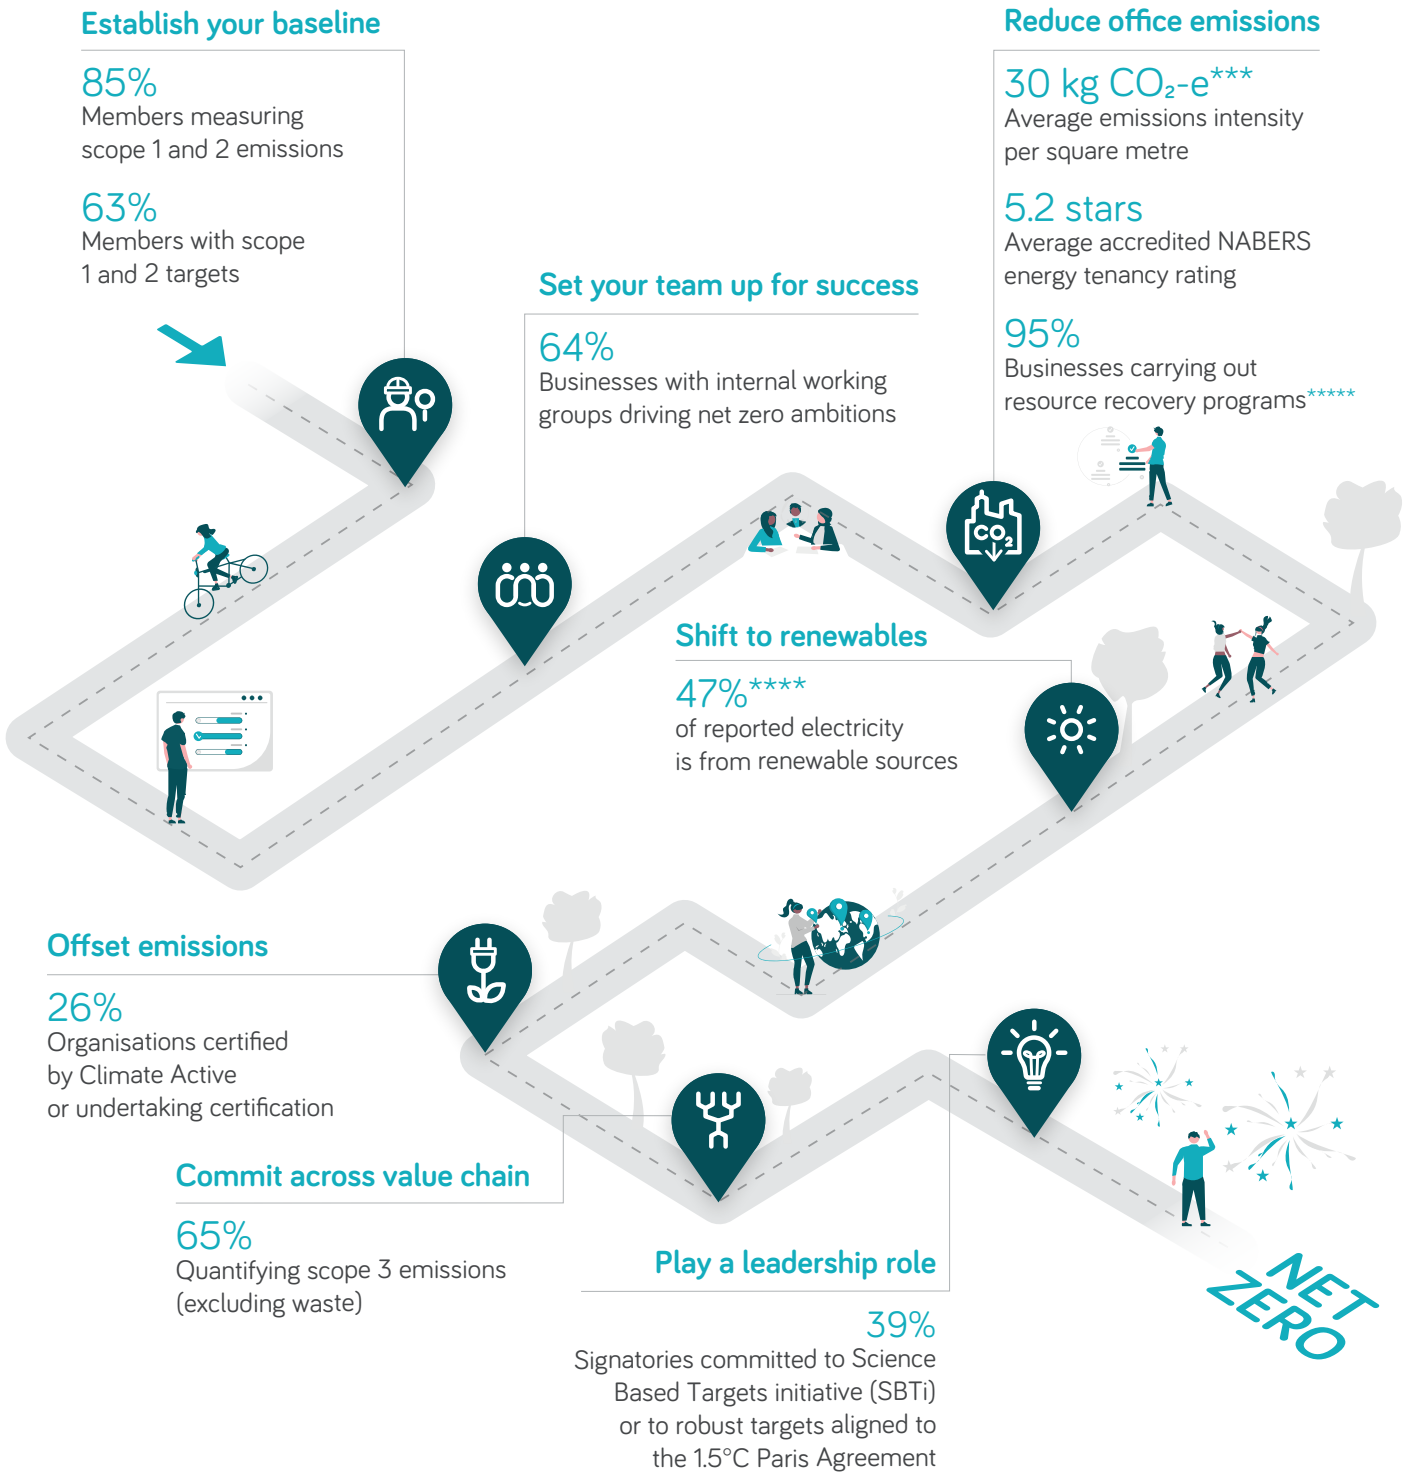 Establish your baseline
85%
Members measuring
scope 1 and 2 emissions
63%
Members with scope
1 and 2 targets
Set your team up for success
64%
Businesses with internal working
groups driving net zero ambitions
Reduce office emissions
30 kg CO₂-e***
Average emissions intensity
per square metre
5.2 stars
Average accredited NABERS
energy tenancy rating
95%
Businesses carrying out
resource recovery programs*****
CO₂
Shift to renewables
47%****
of reported electricity
is from renewable sources
Offset emissions
26%
Organisations certified
by Climate Active
or undertaking certification
Commit across value chain
65%
Quantifying scope 3 emissions
(excluding waste)
Play a leadership role
39%
Signatories committed to Science
Based Targets initiative (SBTi)
or to robust targets aligned to
the 1.5°C Paris Agreement
NET
ZERO